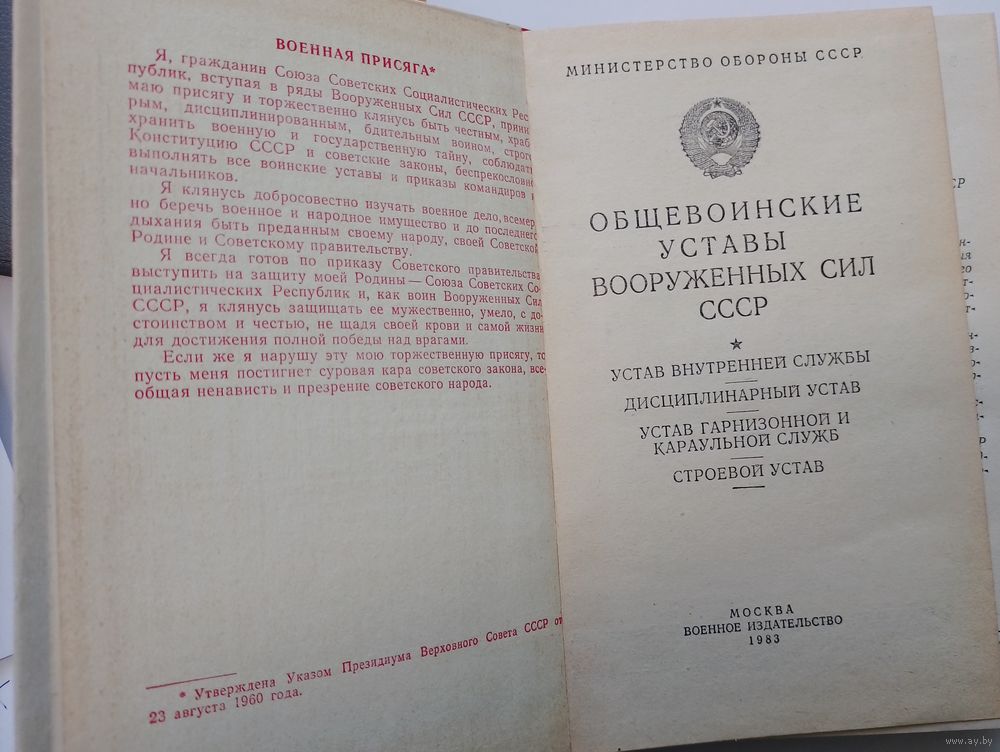 ВОЕННАЯ ПРИСЯГА*
Я, гражданин Союза Советских Социалистических Рес
публик, вступая в ряды Вооруженных Сил СССР, прини
маю присягу и торжественно клянусь быть честным, храб
рым, дисциплинированным, бдительным воином, строг
хранить военную и государственную тайну, соблюдат
Конституцию СССР и советские законы, беспрекословн
выполнять все воинские уставы и приказы командиров и
начальников.
Я клянусь добросовестно изучать военное дело, всемер
но беречь военное и народное имущество и до последнег
дыхания быть преданным своему народу, своей Советской
Родине и Советскому правительству.
Я всегда готов по приказу Советского правительства
выступить на защиту моей Родины — Союза Советских Со
циалистических Республик и, как воин Вооруженных Сил
СССР, я клянусь защищать ее мужественно, умело, с до-
стоинством и честью, не щадя своей крови и самой жизни
для достижения полной победы над врагами.
Если же я нарушу эту мою торжественную присягу, то
пусть меня постигнет суровая кара советского закона, все-
общая ненависть и презрение советского народа.
* Утверждена Указом Президиума Верховного Совета СССР от
23 августа 1960 года.
МИНИСТЕРСТВО ОБОРОНЫ СССР
ОБЩЕВОИНСКИЕ
УСТАВЫ
ВООРУЖЕННЫХ СИЛ
СССР
УСТАВ ВНУТРЕННЕЙ СЛУЖБЫ
ДИСЦИПЛИНАРНЫЙ УСТАВ
УСТАВ ГАРНИЗОННОЙ И
КАРАУЛЬНОЙ СЛУЖБ
СТРОЕВОЙ УСТАВ
МОСКВА
ВОЕННОЕ ИЗДАТЕЛЬСТВО
1983
www.ay.by